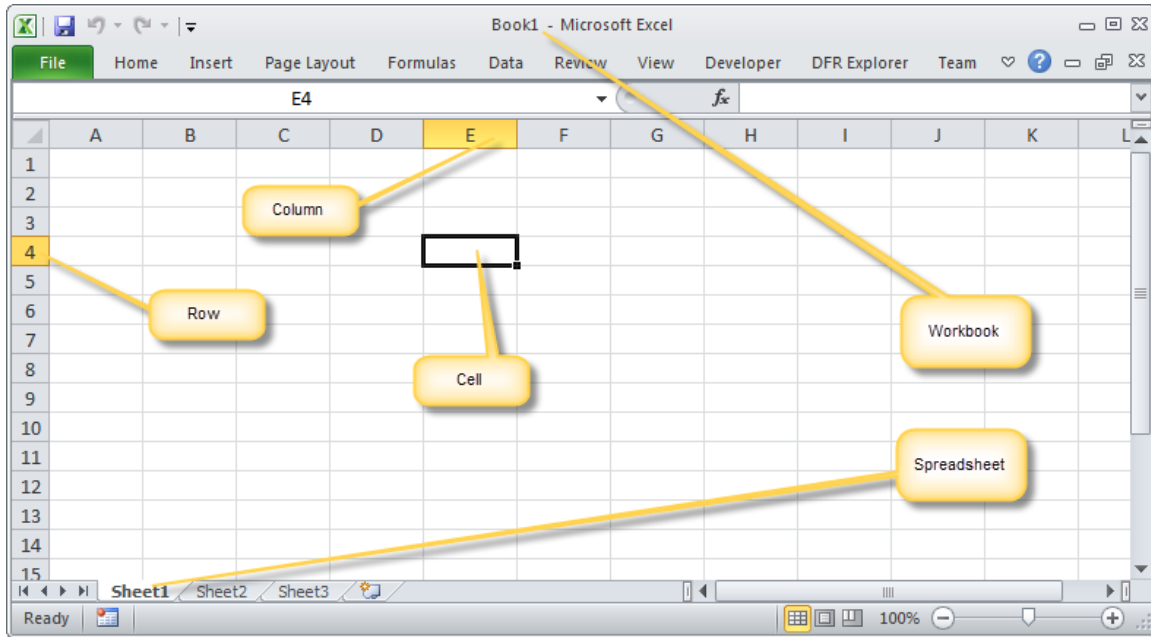 Book1 - Microsoft Excel
File Home Insert Page Layout Formulas Data Review View Developer DFR Explorer Team
E4 fx
A B C D E F G H I J K L
1
2
Column
3
4
5
6
Row
Workbook
7
8
Cell
9
10
11
Spreadsheet
12
13
14
15
Sheet1 Sheet2 Sheet3
Ready 100%